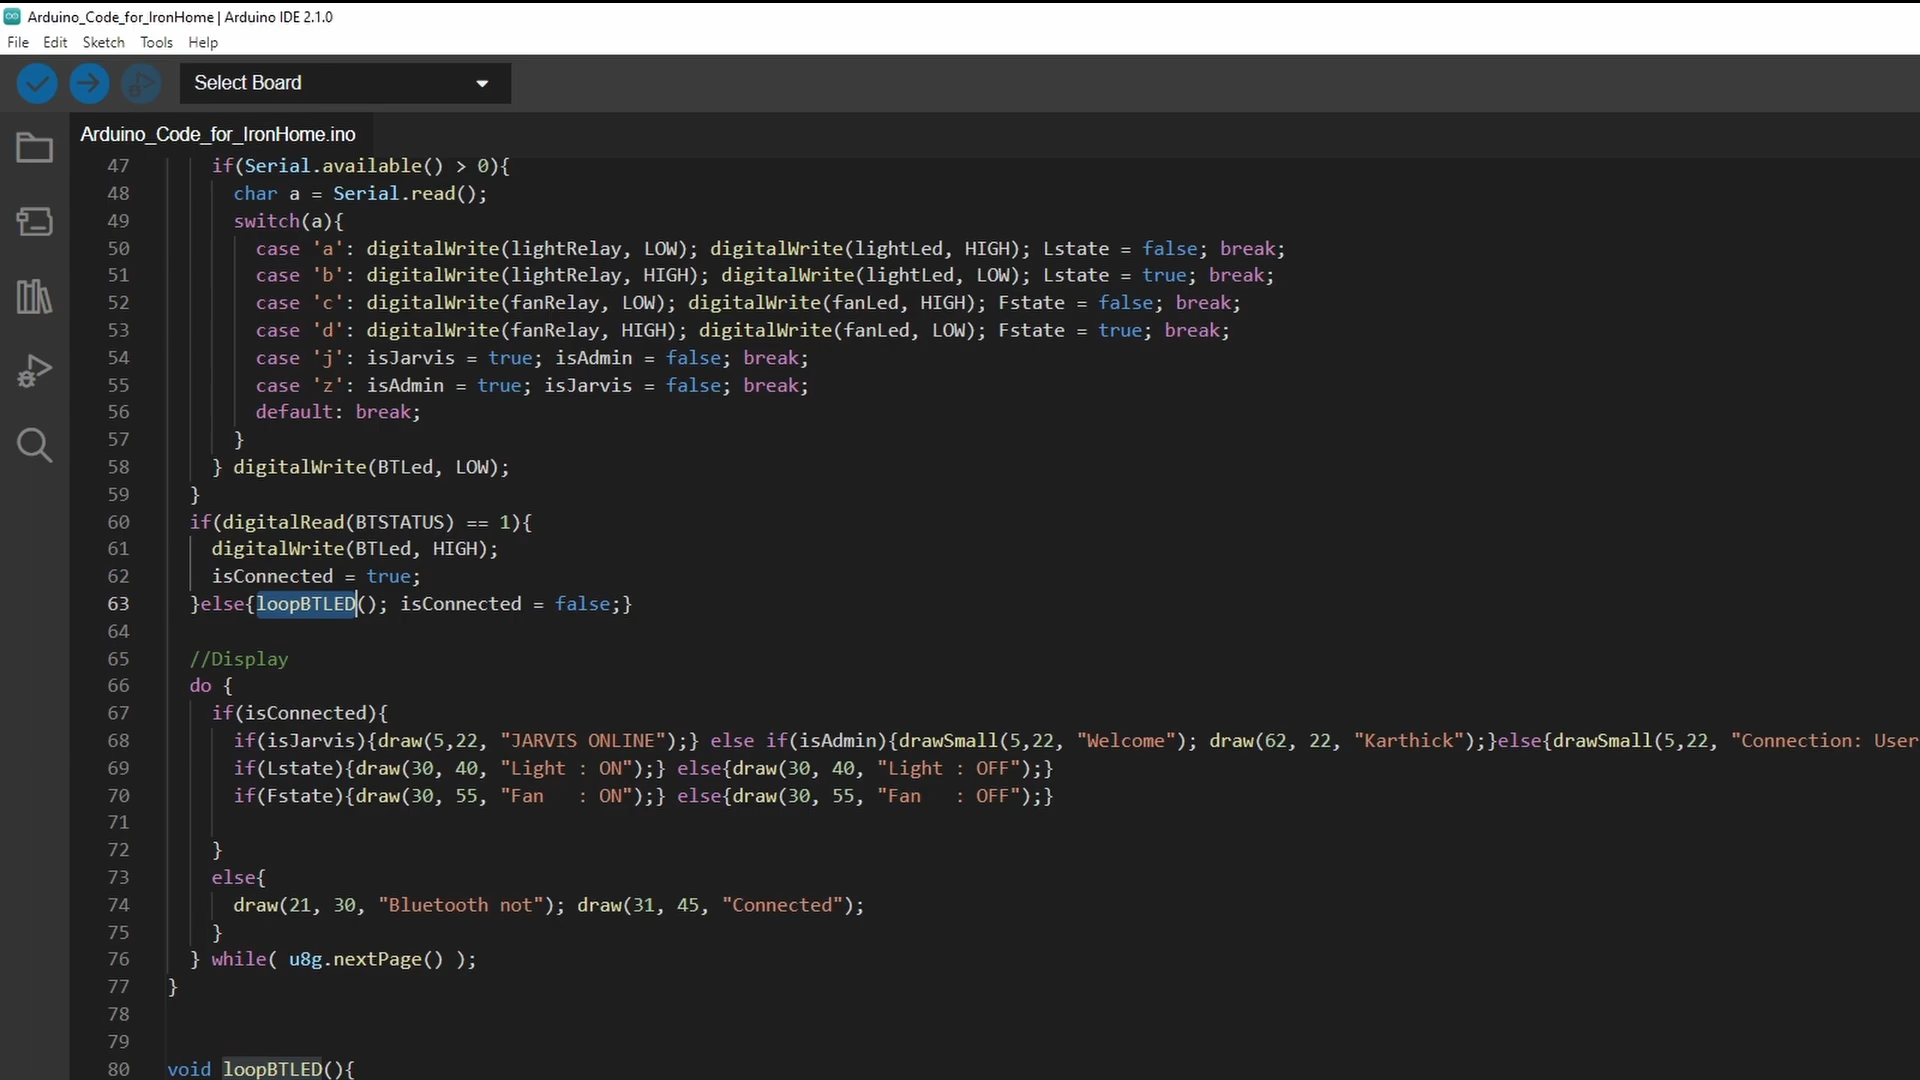 Arduino_Code_for_IronHome | Arduino IDE 2.1.0
File Edit Sketch Tools Help
Select Board
Arduino_Code_for_IronHome.ino
47 if(Serial.available() > 0){
48 char a = Serial.read();
49 switch(a){
50 case 'a': digitalWrite(lightRelay, LOW); digitalWrite(lightLed, HIGH); Lstate = false; break;
51 case 'b': digitalWrite(lightRelay, HIGH); digitalWrite(lightLed, LOW); Lstate = true; break;
52 case 'c': digitalWrite(fanRelay, LOW); digitalWrite(fanLed, HIGH); Fstate = false; break;
53 case 'd': digitalWrite(fanRelay, HIGH); digitalWrite(fanLed, LOW); Fstate = true; break;
54 case 'j': isJarvis = true; isAdmin = false; break;
55 case 'z': isAdmin = true; isJarvis = false; break;
56 default: break;
57 }
58 } digitalWrite(BTLed, LOW);
59 }
60 if(digitalRead(BTSTATUS) == 1){
61 digitalWrite(BTLed, HIGH);
62 isConnected = true;
63 }else{loopBTLED(); isConnected = false;}
64
65 //Display
66 do {
67 if(isConnected){
68 if(isJarvis){draw(5,22, "JARVIS ONLINE");} else if(isAdmin){drawSmall(5,22, "Welcome"); draw(62, 22, "Karthick");}else{drawSmall(5,22, "Connection: User
69 if(Lstate){draw(30, 40, "Light : ON");} else{draw(30, 40, "Light : OFF");}
70 if(Fstate){draw(30, 55, "Fan   : ON");} else{draw(30, 55, "Fan   : OFF");}
71
72 }
73 else{
74 draw(21, 30, "Bluetooth not"); draw(31, 45, "Connected");
75 }
76 } while( u8g.nextPage() );
77 }
78
79
80 void loopBTLED(){